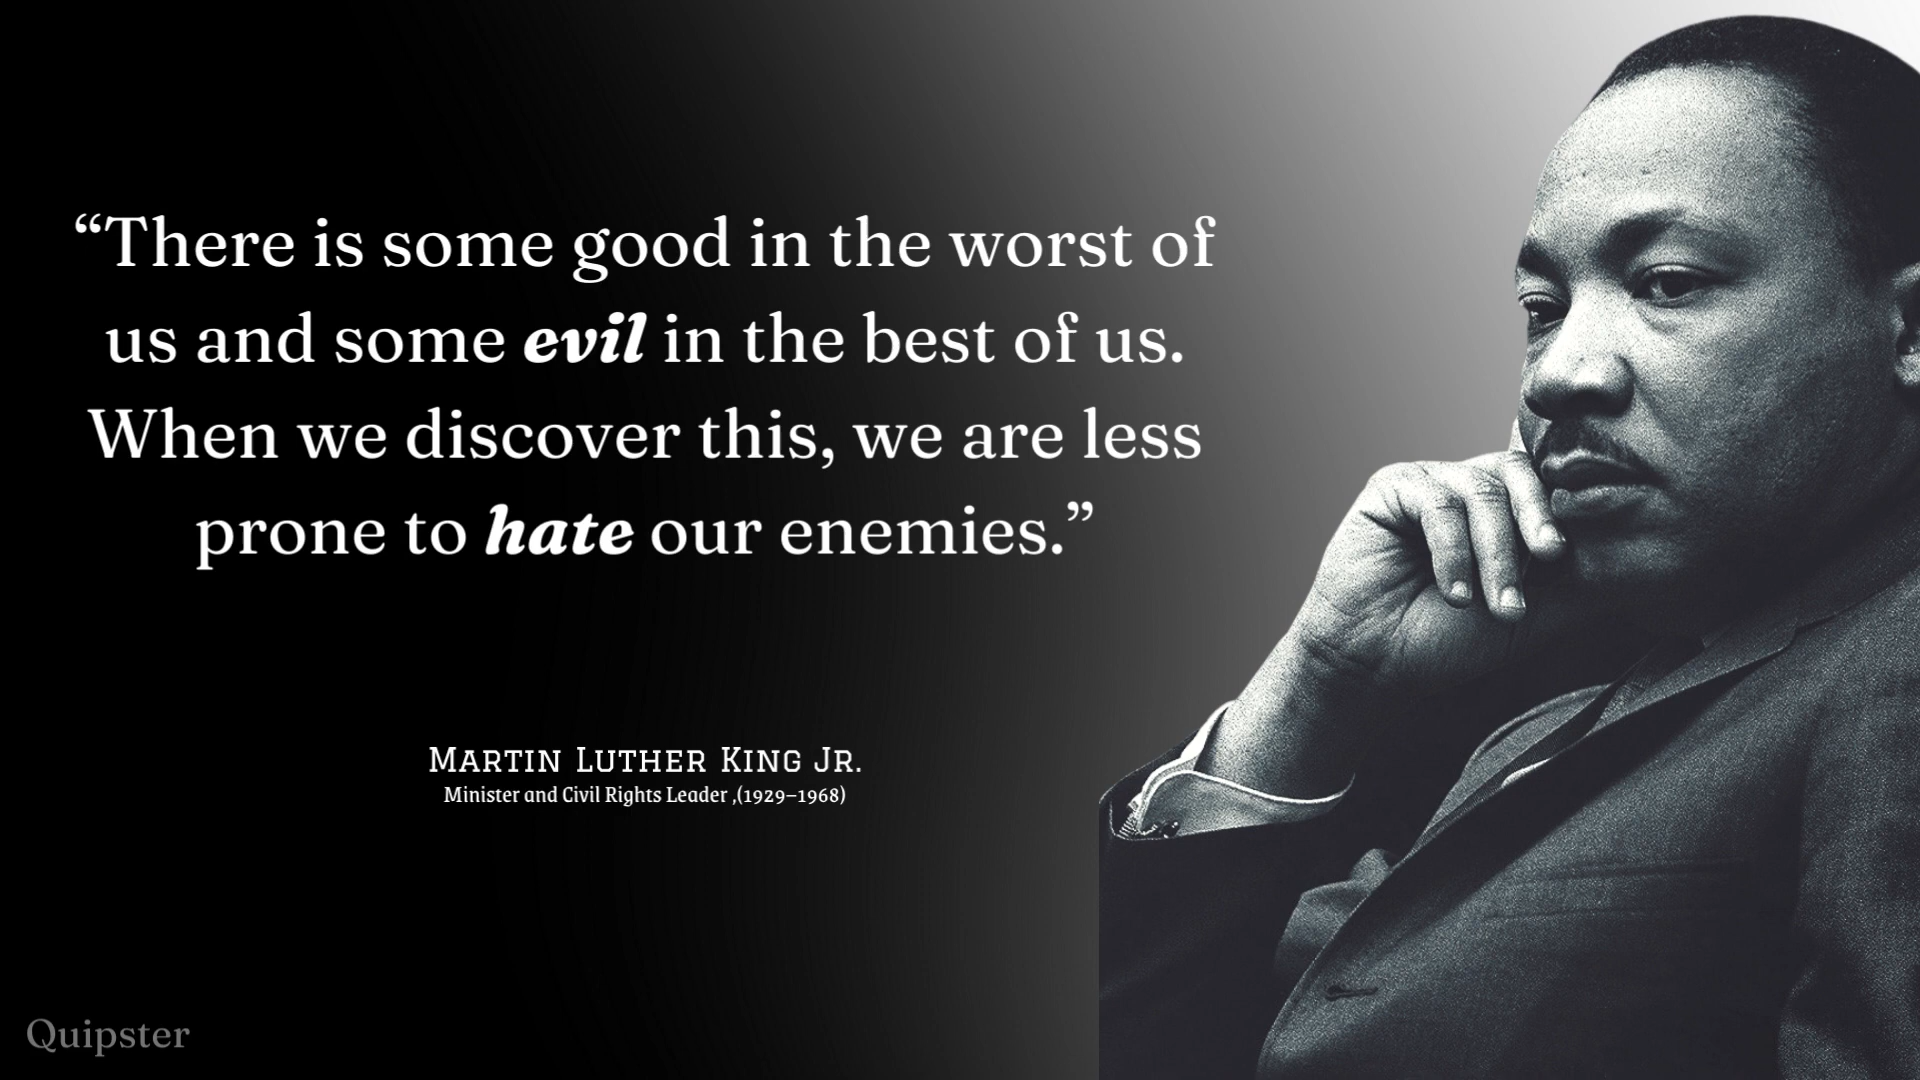 “There is some good in the worst of
us and some evil in the best of us.
When we discover this, we are less
prone to hate our enemies.”
Martin Luther King Jr.
Minister and Civil Rights Leader ,(1929–1968)
Quipster